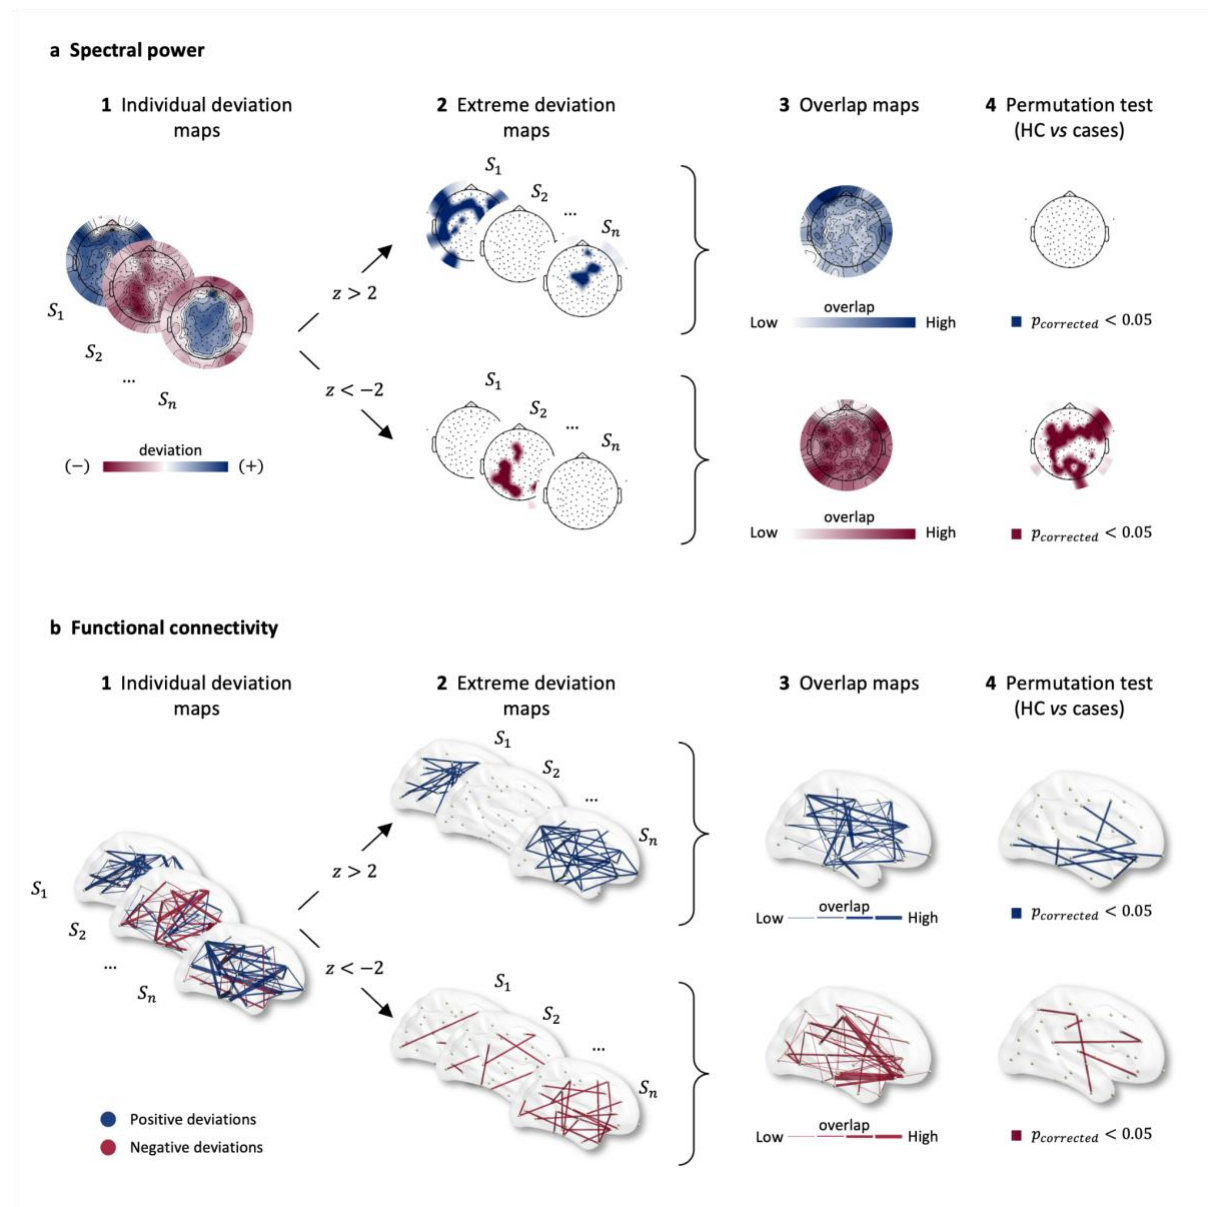 a Spectral power
1 Individual deviation
maps
2 Extreme deviation
maps
3 Overlap maps
4 Permutation test
(HC vs cases)
S₁
S₂
...
Sₙ
deviation
(−) (+)
z > 2
z < −2
S₁
S₂
...
Sₙ
S₁
S₂
...
Sₙ
overlap
Low High
p_corrected < 0.05
overlap
Low High
p_corrected < 0.05
b Functional connectivity
1 Individual deviation
maps
2 Extreme deviation
maps
3 Overlap maps
4 Permutation test
(HC vs cases)
S₁
S₂
...
Sₙ
z > 2
z < −2
S₁
S₂
...
Sₙ
S₁
S₂
...
Sₙ
overlap
Low High
p_corrected < 0.05
overlap
Low High
p_corrected < 0.05
Positive deviations
Negative deviations